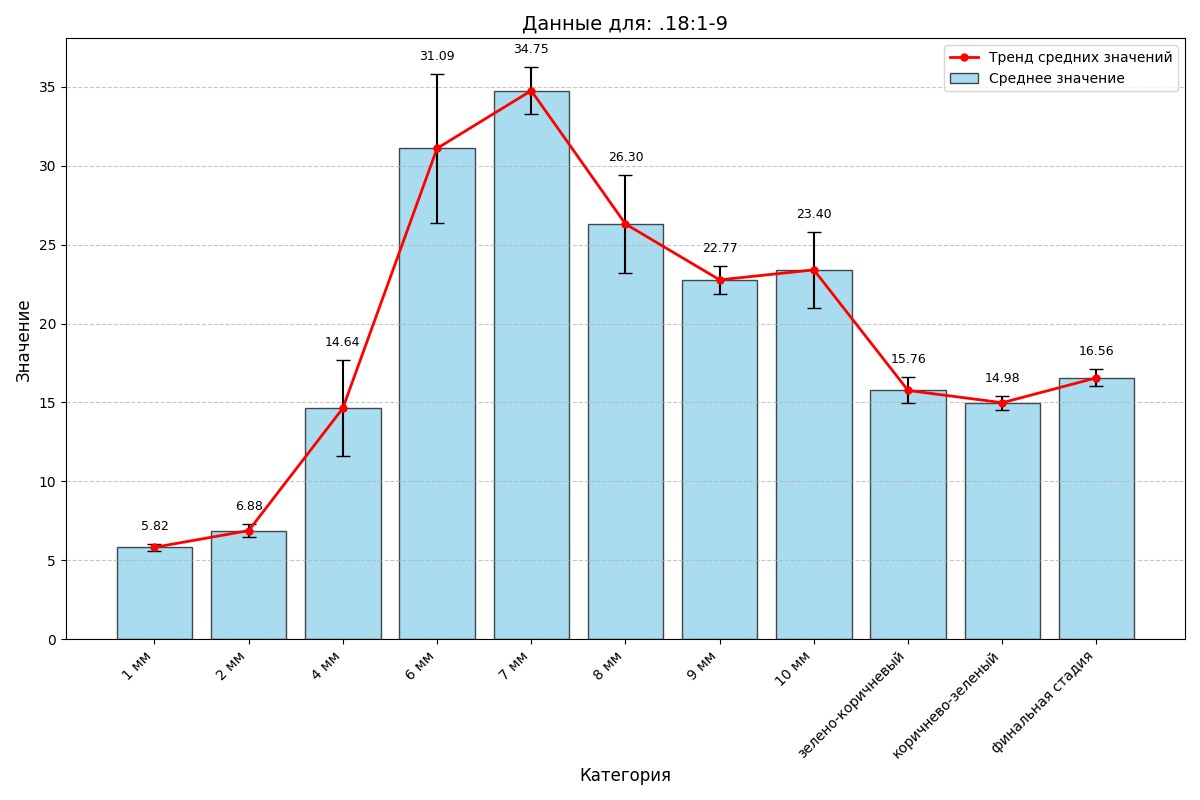 Данные для: .18:1-9
Тренд средних значений
Среднее значение
Значение
35
30
25
20
15
10
5
0
5.82
6.88
14.64
31.09
34.75
26.30
22.77
23.40
15.76
14.98
16.56
1 мм
2 мм
4 мм
6 мм
7 мм
8 мм
9 мм
10 мм
зелено-коричневый
коричнево-зеленый
финальная стадия
Категория